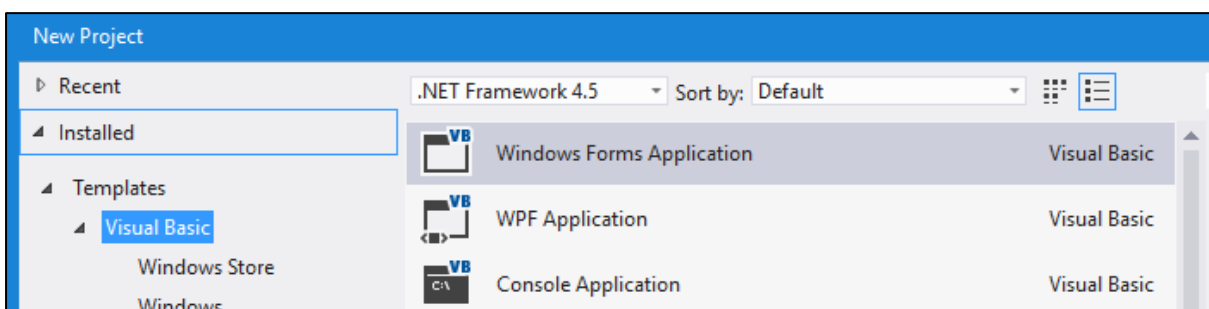 New Project
Recent
.NET Framework 4.5 Sort by: Default
Installed
VB
Windows Forms Application Visual Basic
Templates
VB
WPF Application Visual Basic
Visual Basic
Windows Store
VB
C:\
Console Application Visual Basic
Windows